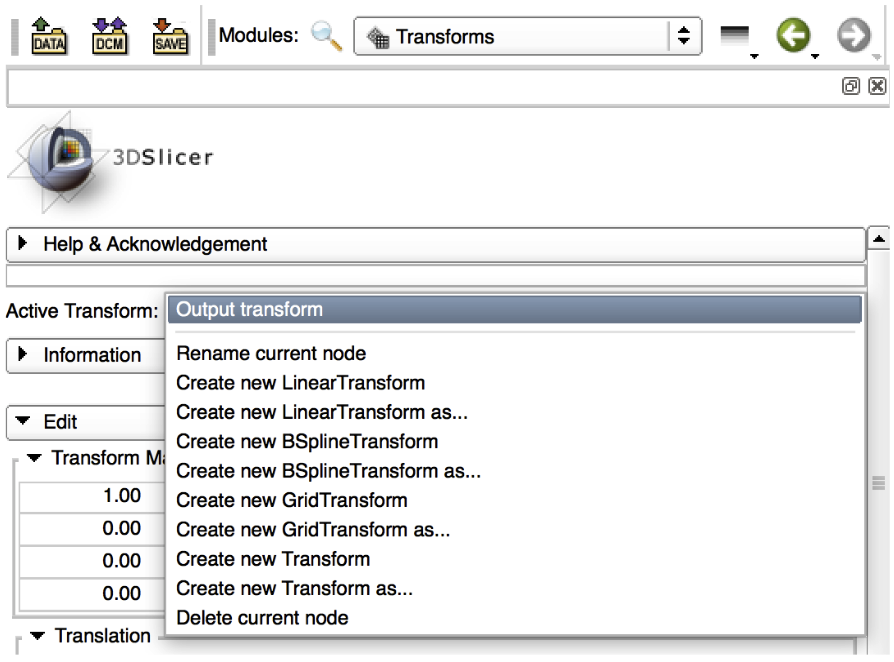 DATA DCM SAVE Modules: Transforms
3DSlicer
Help & Acknowledgement
Active Transform: Output transform
Information
Rename current node
Create new LinearTransform
Create new LinearTransform as...
Edit
Create new BSplineTransform
Transform Ma
Create new BSplineTransform as...
1.00
Create new GridTransform
0.00
Create new GridTransform as...
0.00
Create new Transform
0.00
Create new Transform as...
Delete current node
Translation